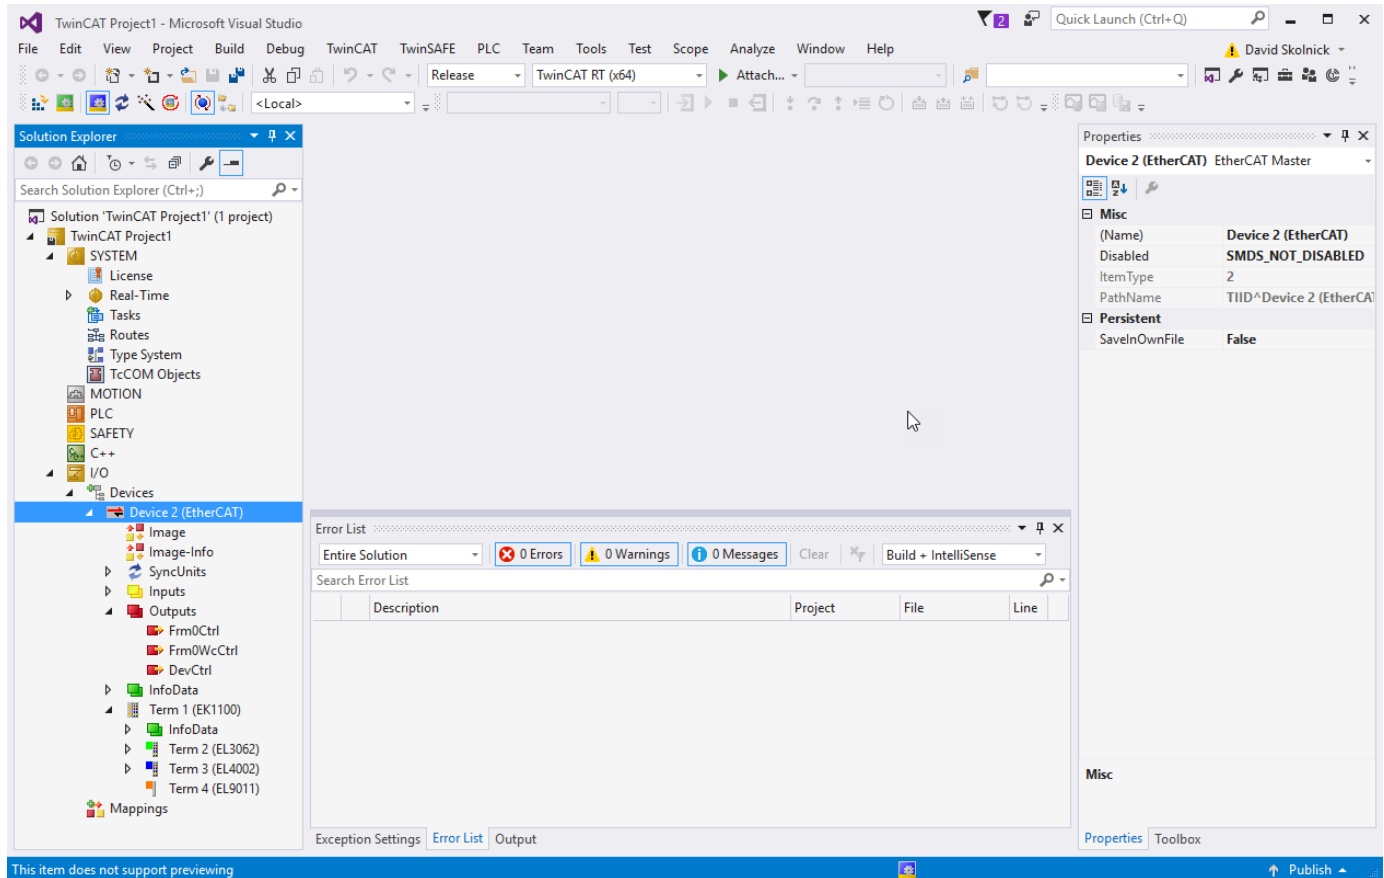 TwinCAT Project1 - Microsoft Visual Studio
2
Quick Launch (Ctrl+Q)
File Edit View Project Build Debug TwinCAT TwinSAFE PLC Team Tools Test Scope Analyze Window Help
David Skolnick
Release
TwinCAT RT (x64)
Attach...
<Local>
Solution Explorer
Search Solution Explorer (Ctrl+;)
Solution 'TwinCAT Project1' (1 project)
TwinCAT Project1
SYSTEM
License
Real-Time
Tasks
Routes
Type System
TcCOM Objects
MOTION
PLC
SAFETY
C++
I/O
Devices
Device 2 (EtherCAT)
Image
Image-Info
SyncUnits
Inputs
Outputs
Frm0Ctrl
Frm0WcCtrl
DevCtrl
InfoData
Term 1 (EK1100)
InfoData
Term 2 (EL3062)
Term 3 (EL4002)
Term 4 (EL9011)
Mappings
Error List
Entire Solution
0 Errors
0 Warnings
0 Messages
Clear
Build + IntelliSense
Search Error List
Description Project File Line
Exception Settings Error List Output
Properties
Device 2 (EtherCAT) EtherCAT Master
Misc
(Name) Device 2 (EtherCAT)
Disabled SMDS_NOT_DISABLED
ItemType 2
PathName TIID^Device 2 (EtherCAT
Persistent
SaveInOwnFile False
Misc
Properties Toolbox
This item does not support previewing
Publish